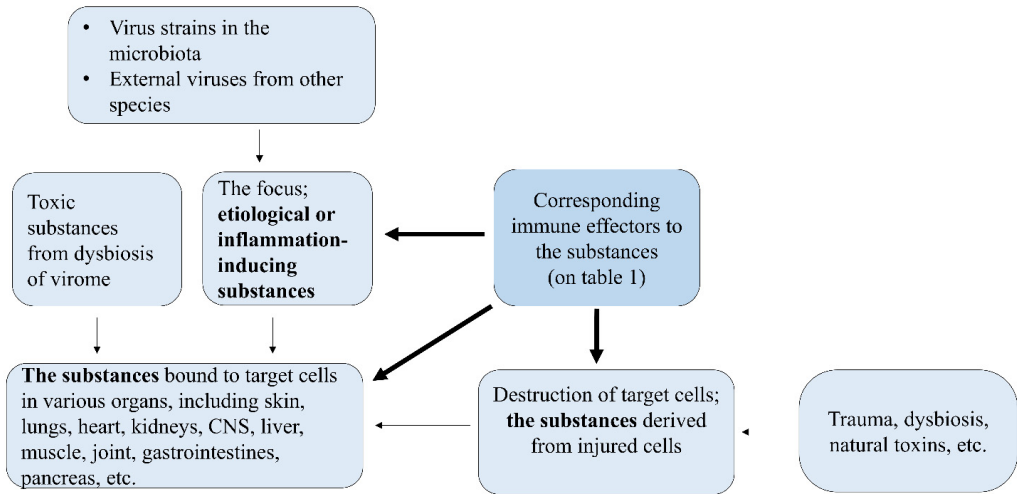 • Virus strains in the
microbiota
• External viruses from other
species
Toxic
substances
from dysbiosis
of virome
The focus;
etiological or
inflammation-
inducing
substances
Corresponding
immune effectors to
the substances
(on table 1)
The substances bound to target cells
in various organs, including skin,
lungs, heart, kidneys, CNS, liver,
muscle, joint, gastrointestines,
pancreas, etc.
Destruction of target cells;
the substances derived
from injured cells
Trauma, dysbiosis,
natural toxins, etc.